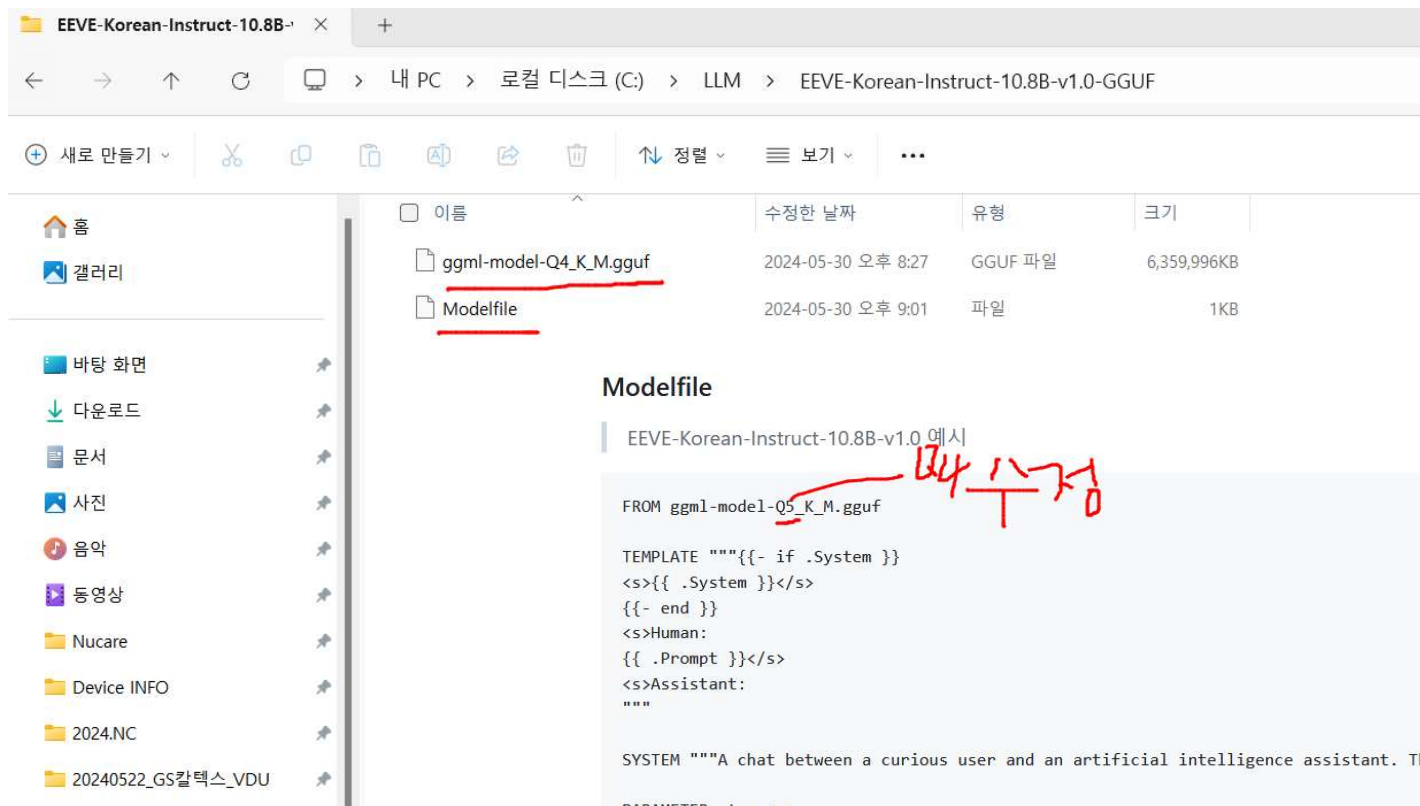 EEVE-Korean-Instruct-10.8B-
내 PC > 로컬 디스크 (C:) > LLM > EEVE-Korean-Instruct-10.8B-v1.0-GGUF
새로 만들기 정렬 보기 ...
이름 수정한 날짜 유형 크기
홈
갤러리
ggml-model-Q4_K_M.gguf 2024-05-30 오후 8:27 GGUF 파일 6,359,996KB
Modelfile 2024-05-30 오후 9:01 파일 1KB
바탕 화면
다운로드
문서
사진
음악
동영상
Nucare
Device INFO
2024.NC
20240522_GS칼텍스_VDU
Modelfile
EEVE-Korean-Instruct-10.8B-v1.0 예시
Q4 수정
FROM ggml-model-Q5_K_M.gguf
TEMPLATE """{{- if .System }}
<s>{{ .System }}</s>
{{- end }}
<s>Human:
{{ .Prompt }}</s>
<s>Assistant:
"""
SYSTEM """A chat between a curious user and an artificial intelligence assistant.